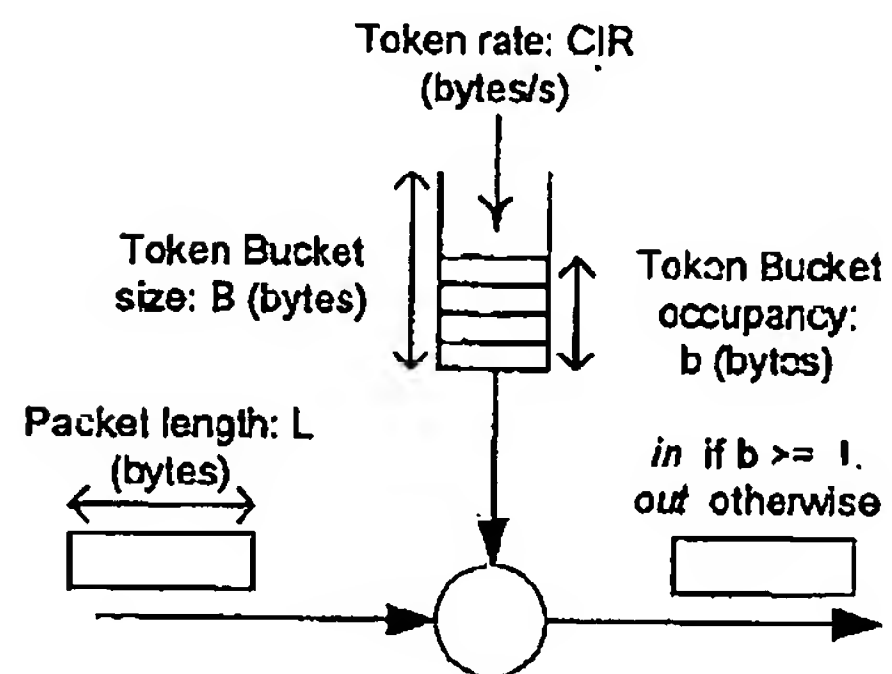 Token rate: CIR
(bytes/s)
Token Bucket
size: B (bytes)
Token Bucket
occupancy:
b (bytes)
Packet length: L
(bytes)
in if b >=
out otherwise